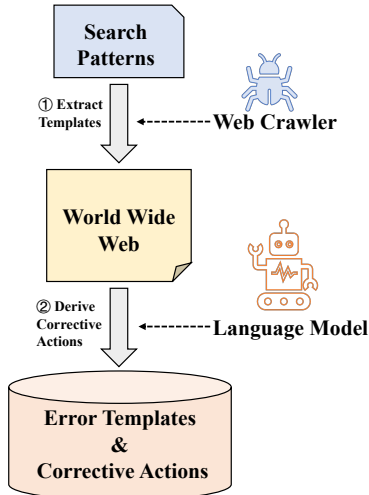 Search
Patterns
① Extract
Templates
Web Crawler
World Wide
Web
② Derive
Corrective
Actions
Language Model
Error Templates
&
Corrective Actions